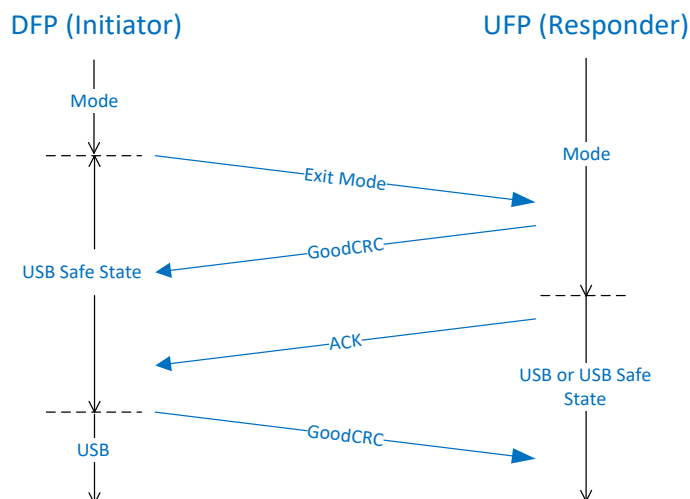 DFP (Initiator)
UFP (Responder)
Mode
Mode
Exit Mode
GoodCRC
USB Safe State
ACK
USB or USB Safe
State
GoodCRC
USB